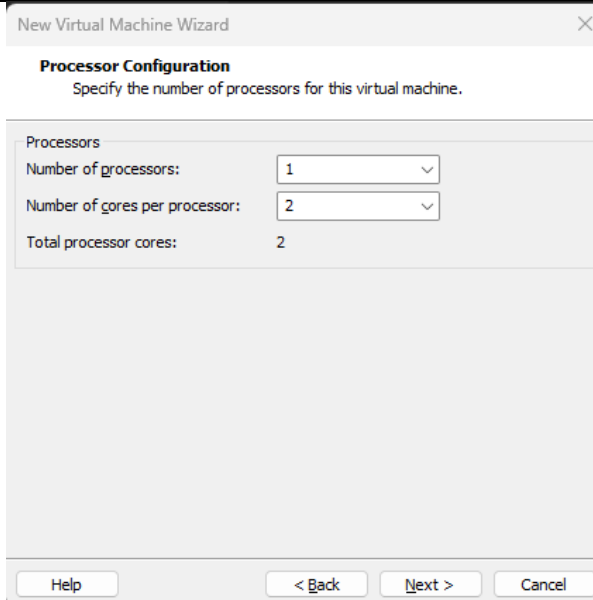 New Virtual Machine Wizard
Processor Configuration
Specify the number of processors for this virtual machine.
Processors
Number of processors: 1
Number of cores per processor: 2
Total processor cores: 2
Help < Back Next > Cancel